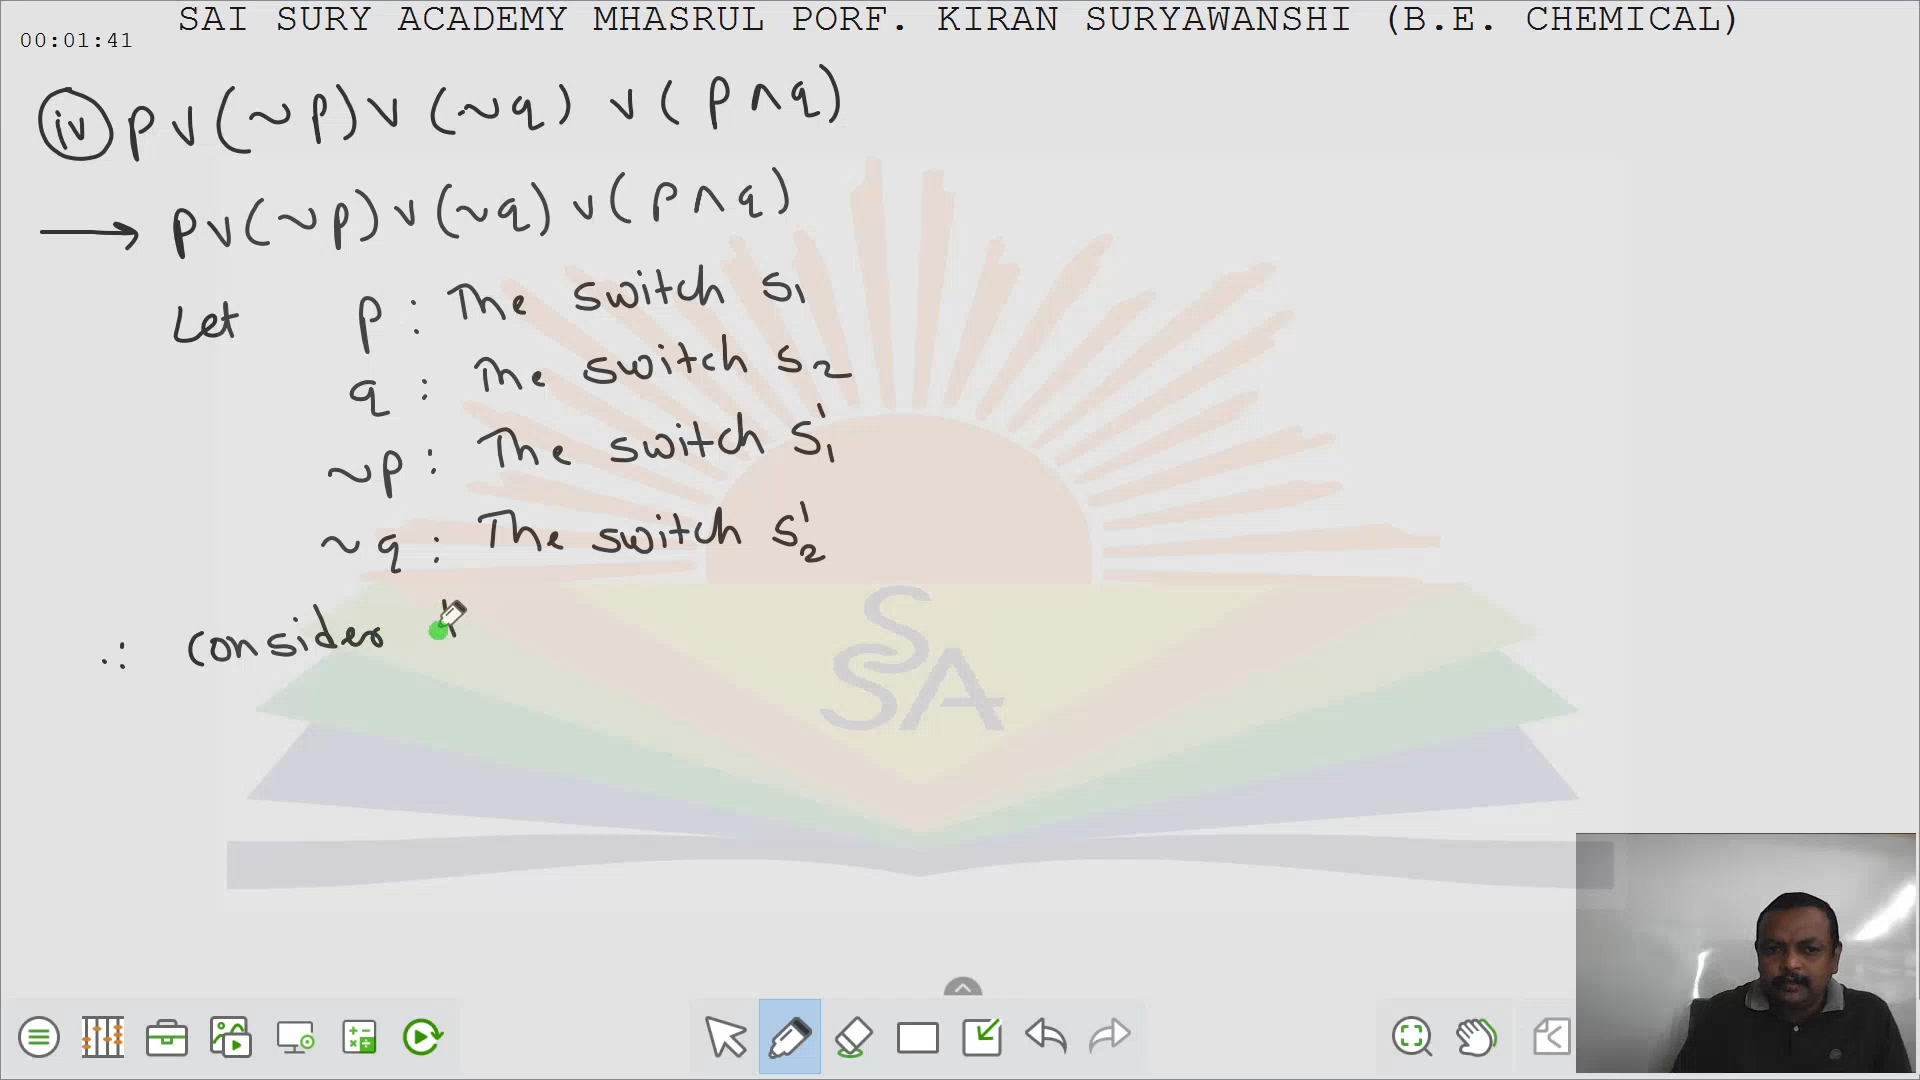 SAI SURY ACADEMY MHASRUL PORF. KIRAN SURYAWANSHI (B.E. CHEMICAL)
00:01:41
(iv) p ∨ (~p) ∨ (~q) ∨ (p ∧ q)
→ p ∨ (~p) ∨ (~q) ∨ (p ∧ q)
Let p : The switch S₁
q : The switch S₂
~p : The switch S₁'
~q : The switch S₂'
∴ consider
SSA